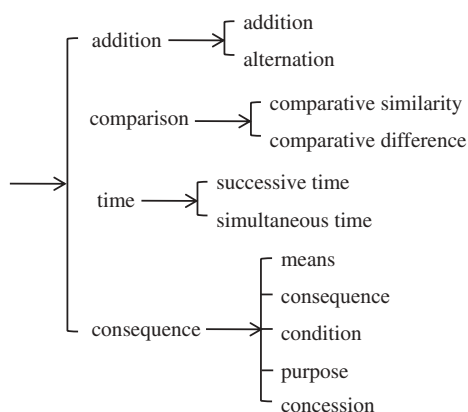 addition
addition
alternation
comparison
comparative similarity
comparative difference
time
successive time
simultaneous time
consequence
means
consequence
condition
purpose
concession